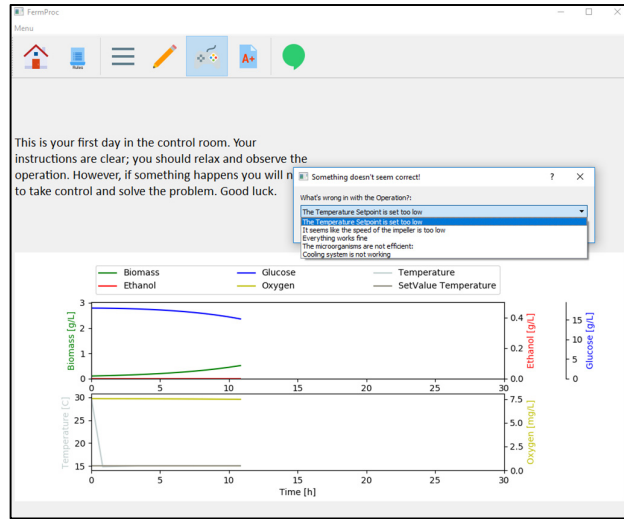 FermProc
Menu
Rules
A+
This is your first day in the control room. Your
instructions are clear; you should relax and observe the
operation. However, if something happens you will n
to take control and solve the problem. Good luck.
Something doesn't seem correct!
?
What's wrong in with the Operation?:
The Temperature Setpoint is set too low
The Temperature Setpoint is set too low
It seems like the speed of the impeller is too low
Everything works fine
The microorganisms are not efficient:
Cooling system is not working
Biomass Glucose Temperature
Ethanol Oxygen SetValue Temperature
Biomass [g/L]
3
2
1
0
0 5 10 15 20 25 30
Ethanol [g/L]
0.4
0.2
0.0
Glucose [g/L]
15
10
5
0
Temperature [C]
30
25
20
15
0 5 10 15 20 25 30
Oxygen [mg/L]
7.5
5.0
2.5
0.0
Time [h]